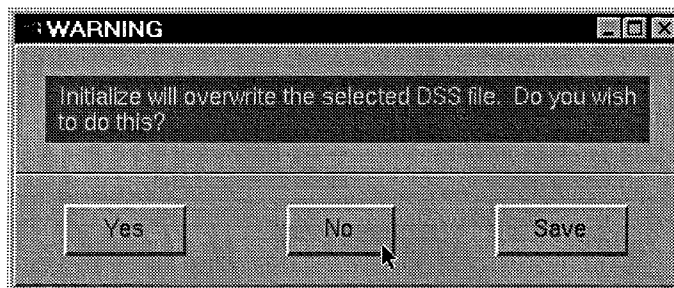 WARNING
Initialize will overwrite the selected DSS file. Do you wish
to do this?
Yes No Save